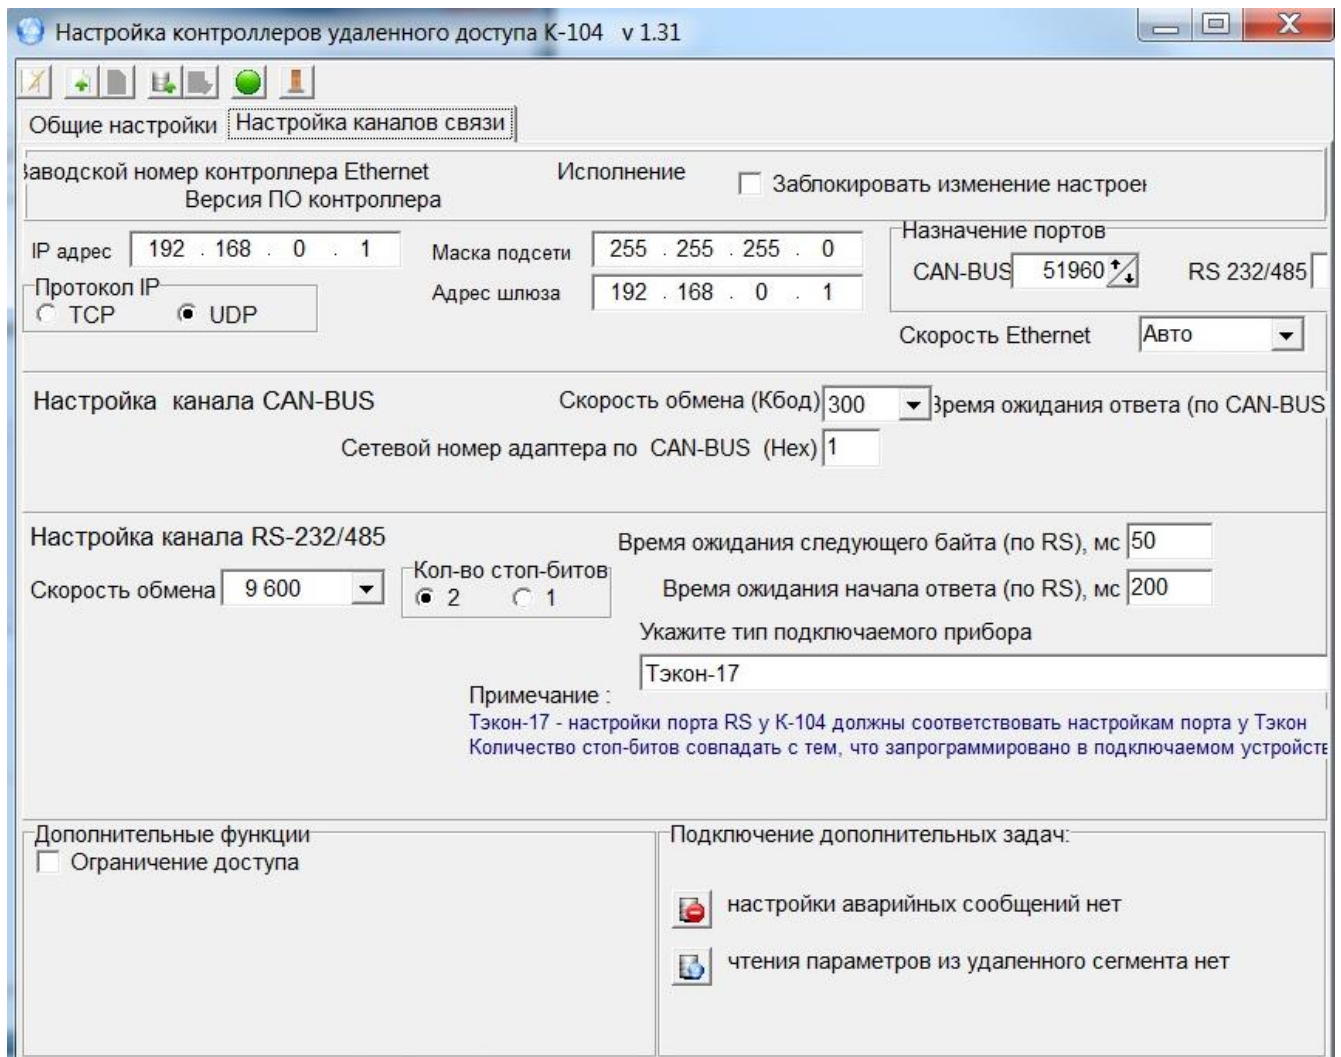 Настройка контроллеров удаленного доступа К-104 v 1.31
Общие настройки Настройка каналов связи
Заводской номер контроллера Ethernet Исполнение Заблокировать изменение настроен
Версия ПО контроллера
IP адрес 192 . 168 . 0 . 1 Маска подсети 255 . 255 . 255 . 0 Назначение портов
CAN-BUS 51960 RS 232/485
Протокол IP Адрес шлюза 192 . 168 . 0 . 1
TCP UDP
Скорость Ethernet Авто
Настройка канала CAN-BUS Скорость обмена (Кбод) 300 Время ожидания ответа (по CAN-BUS
Сетевой номер адаптера по CAN-BUS (Hex) 1
Настройка канала RS-232/485 Время ожидания следующего байта (по RS), мс 50
Скорость обмена 9 600 Кол-во стоп-битов 2 1 Время ожидания начала ответа (по RS), мс 200
Укажите тип подключаемого прибора
Тэкон-17
Примечание :
Тэкон-17 - настройки порта RS у К-104 должны соответствовать настройкам порта у Тэкон
Количество стоп-битов совпадать с тем, что запрограммировано в подключаемом устройств
Дополнительные функции Подключение дополнительных задач:
Ограничение доступа
настройки аварийных сообщений нет
чтения параметров из удаленного сегмента нет